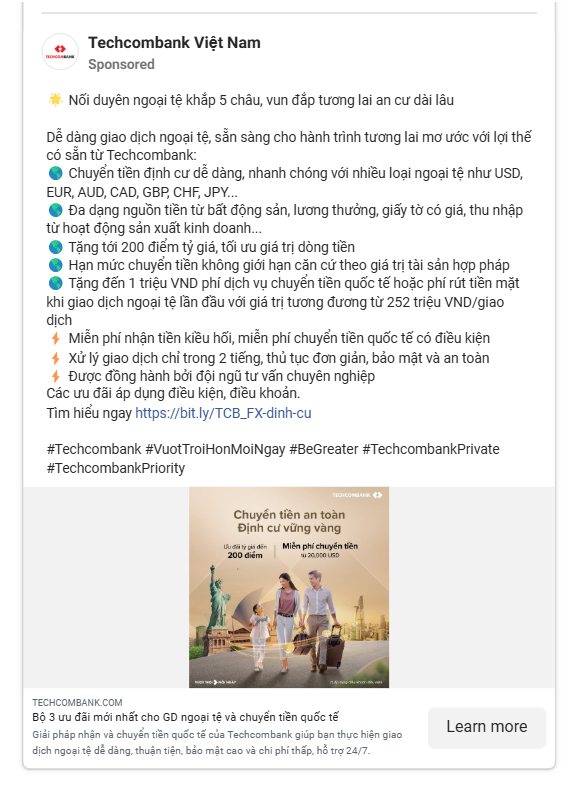 Techcombank Việt Nam
TECHCOMBANK
Sponsored
🌟 Nối duyên ngoại tệ khắp 5 châu, vun đắp tương lai an cư dài lâu
Dễ dàng giao dịch ngoại tệ, sẵn sàng cho hành trình tương lai mơ ước với lợi thế
có sẵn từ Techcombank:
🌎 Chuyển tiền định cư dễ dàng, nhanh chóng với nhiều loại ngoại tệ như USD,
EUR, AUD, CAD, GBP, CHF, JPY...
🌎 Đa dạng nguồn tiền từ bất động sản, lương thưởng, giấy tờ có giá, thu nhập
từ hoạt động sản xuất kinh doanh...
🌎 Tặng tới 200 điểm tỷ giá, tối ưu giá trị dòng tiền
🌎 Hạn mức chuyển tiền không giới hạn căn cứ theo giá trị tài sản hợp pháp
🌎 Tặng đến 1 triệu VND phí dịch vụ chuyển tiền quốc tế hoặc phí rút tiền mặt
khi giao dịch ngoại tệ lần đầu với giá trị tương đương từ 252 triệu VND/giao
dịch
⚡ Miễn phí nhận tiền kiều hối, miễn phí chuyển tiền quốc tế có điều kiện
⚡ Xử lý giao dịch chỉ trong 2 tiếng, thủ tục đơn giản, bảo mật và an toàn
⚡ Được đồng hành bởi đội ngũ tư vấn chuyên nghiệp
Các ưu đãi áp dụng điều kiện, điều khoản.
Tìm hiểu ngay https://bit.ly/TCB_FX-dinh-cu
#Techcombank #VuotTroiHonMoiNgay #BeGreater #TechcombankPrivate
#TechcombankPriority
TECHCOMBANK
Chuyển tiền an toàn
Định cư vững vàng
Ưu đãi tỷ giá đến
200 điểm
Miễn phí chuyển tiền
từ 20,000 USD
TECHCOMBANK.COM
Bộ 3 ưu đãi mới nhất cho GD ngoại tệ và chuyển tiền quốc tế
Giải pháp nhận và chuyển tiền quốc tế của Techcombank giúp bạn thực hiện giao
dịch ngoại tệ dễ dàng, thuận tiện, bảo mật cao và chi phí thấp, hỗ trợ 24/7.
Learn more